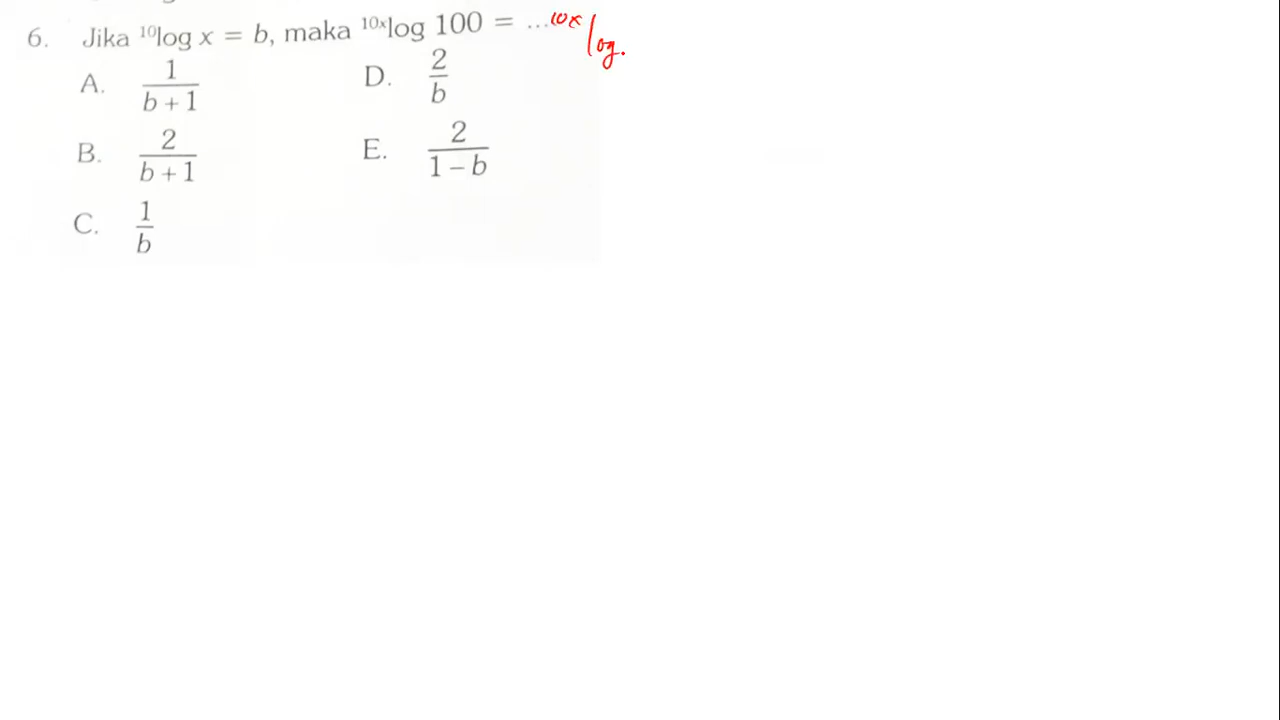 6. Jika ¹⁰log x = b, maka ¹⁰ˣlog 100 = ... 10x log.
A. 1/(b + 1)
D. 2/b
B. 2/(b + 1)
E. 2/(1 – b)
C. 1/b